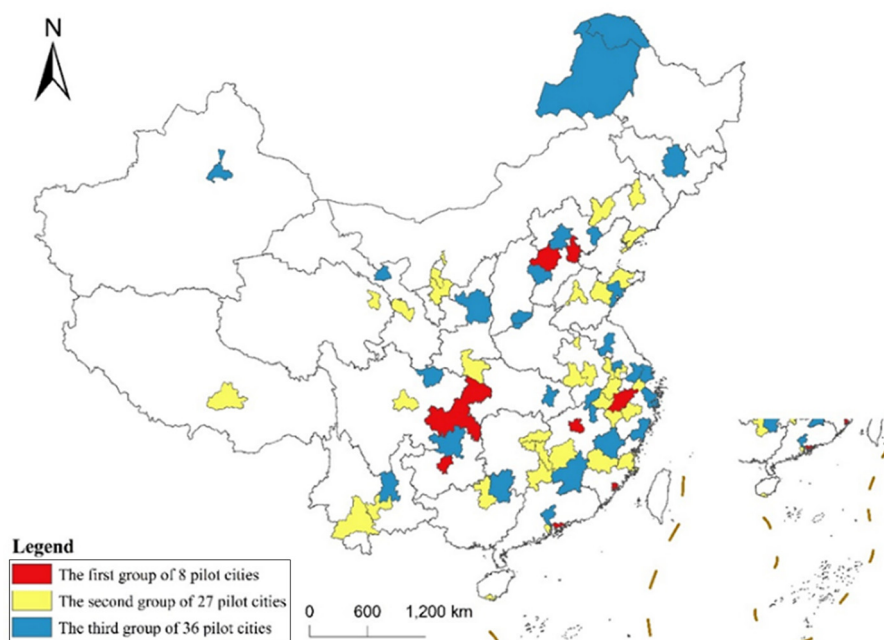 N
Legend
The first group of 8 pilot cities
The second group of 27 pilot cities
The third group of 36 pilot cities
0 600 1,200 km